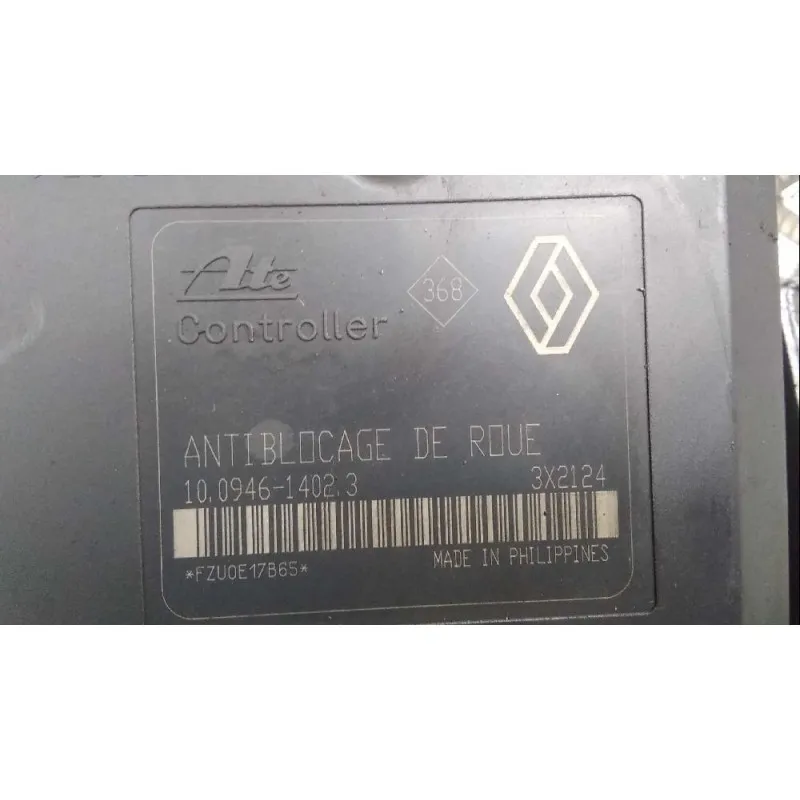 Ate
368
Controller
ANTIBLOCAGE DE ROUE
10.0946-1402.3 3X2124
*FZU0E17B65*
MADE IN PHILIPPINES